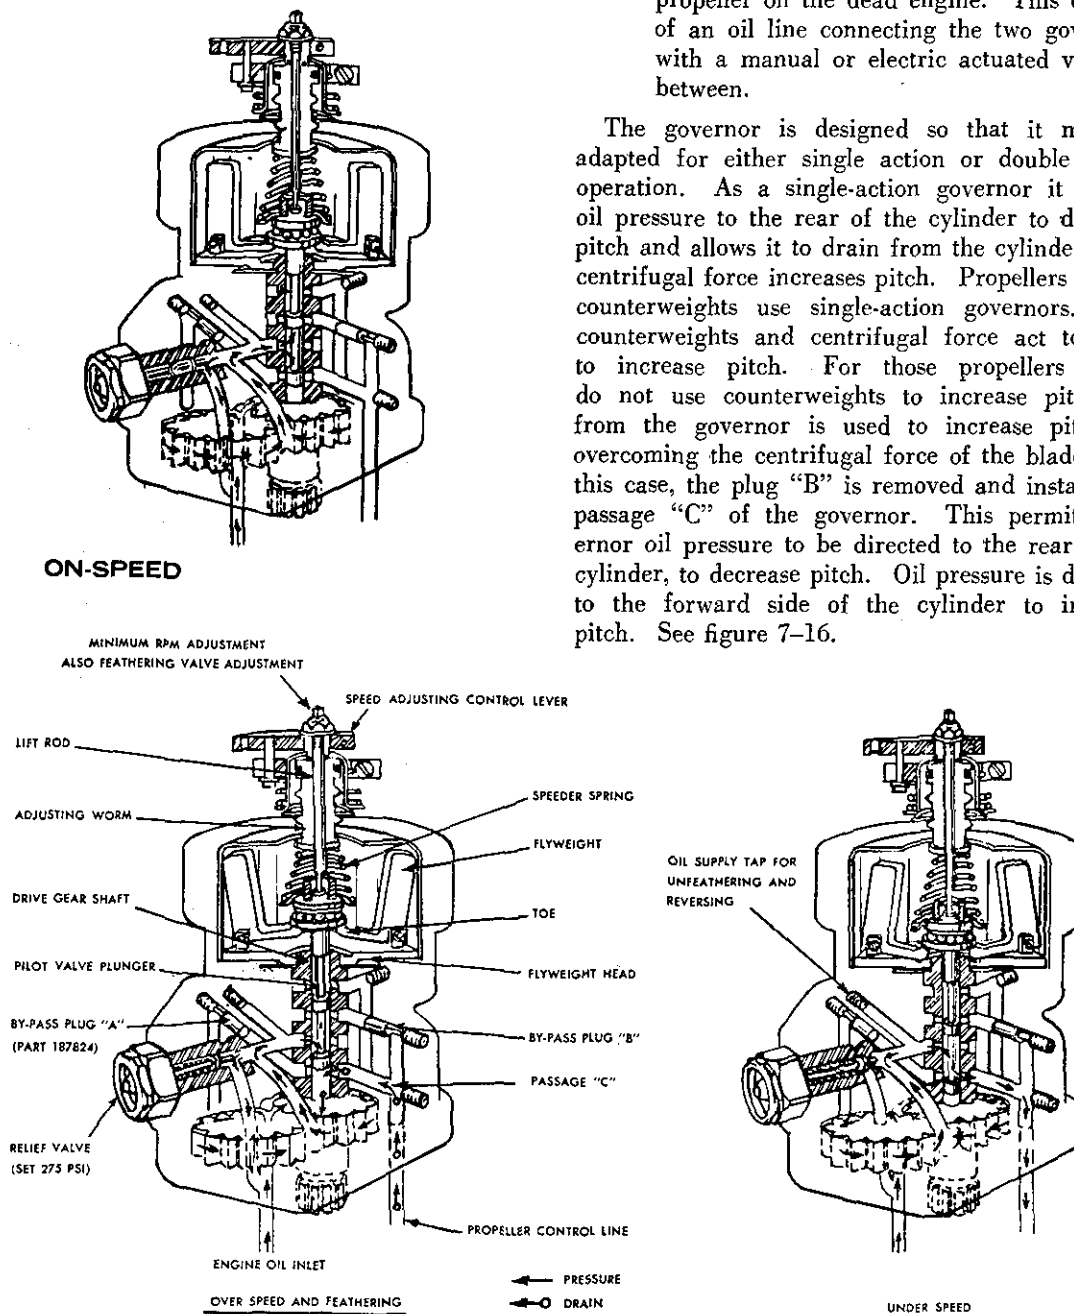 propeller on the dead engine. This
of an oil line connecting the two gov
with a manual or electric actuated v
between.
The governor is designed so that it m
adapted for either single action or double
operation. As a single-action governor it
oil pressure to the rear of the cylinder to d
pitch and allows it to drain from the cylinde
centrifugal force increases pitch. Propellers
counterweights use single-action governors.
counterweights and centrifugal force act to
to increase pitch. For those propellers
do not use counterweights to increase pit
from the governor is used to increase pit
overcoming the centrifugal force of the blade
this case, the plug "B" is removed and insta
passage "C" of the governor. This permit
ernor oil pressure to be directed to the rear
cylinder, to decrease pitch. Oil pressure is d
to the forward side of the cylinder to in
pitch. See figure 7–16.
ON-SPEED
MINIMUM RPM ADJUSTMENT
ALSO FEATHERING VALVE ADJUSTMENT
SPEED ADJUSTING CONTROL LEVER
LIFT ROD
ADJUSTING WORM
SPEEDER SPRING
FLYWEIGHT
DRIVE GEAR SHAFT
TOE
PILOT VALVE PLUNGER
FLYWEIGHT HEAD
BY-PASS PLUG "A"
(PART 187824)
BY-PASS PLUG "B"
PASSAGE "C"
RELIEF VALVE
(SET 275 PSI)
PROPELLER CONTROL LINE
ENGINE OIL INLET
OVER SPEED AND FEATHERING
PRESSURE
DRAIN
OIL SUPPLY TAP FOR
UNFEATHERING AND
REVERSING
UNDER SPEED